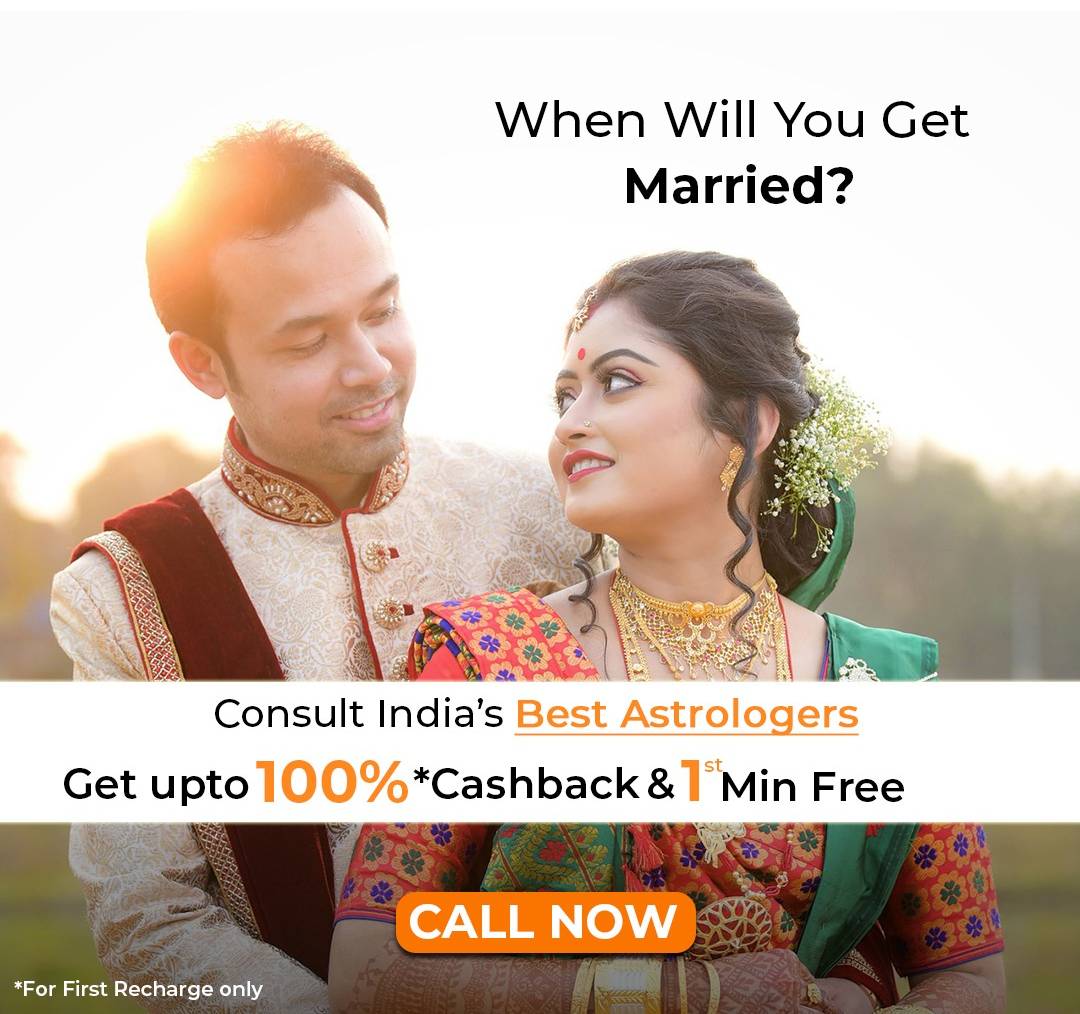 When Will You Get
Married?
Consult India's Best Astrologers
Get upto 100% *Cashback & 1st Min Free
CALL NOW
*For First Recharge only